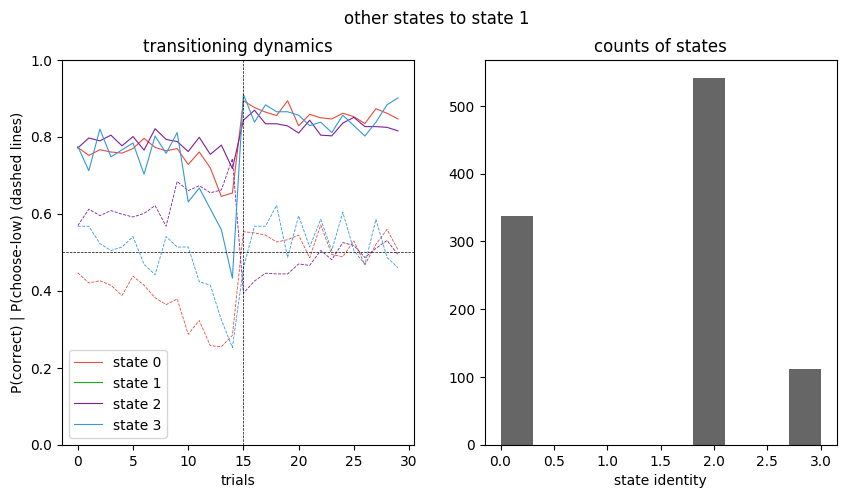 other states to state 1
transitioning dynamics
1.0
0.8
0.6
0.4
0.2
0.0
P(correct) | P(choose-low) (dashed lines)
state 0
state 1
state 2
state 3
0 5 10 15 20 25 30
trials
counts of states
500
400
300
200
100
0
0.0 0.5 1.0 1.5 2.0 2.5 3.0
state identity